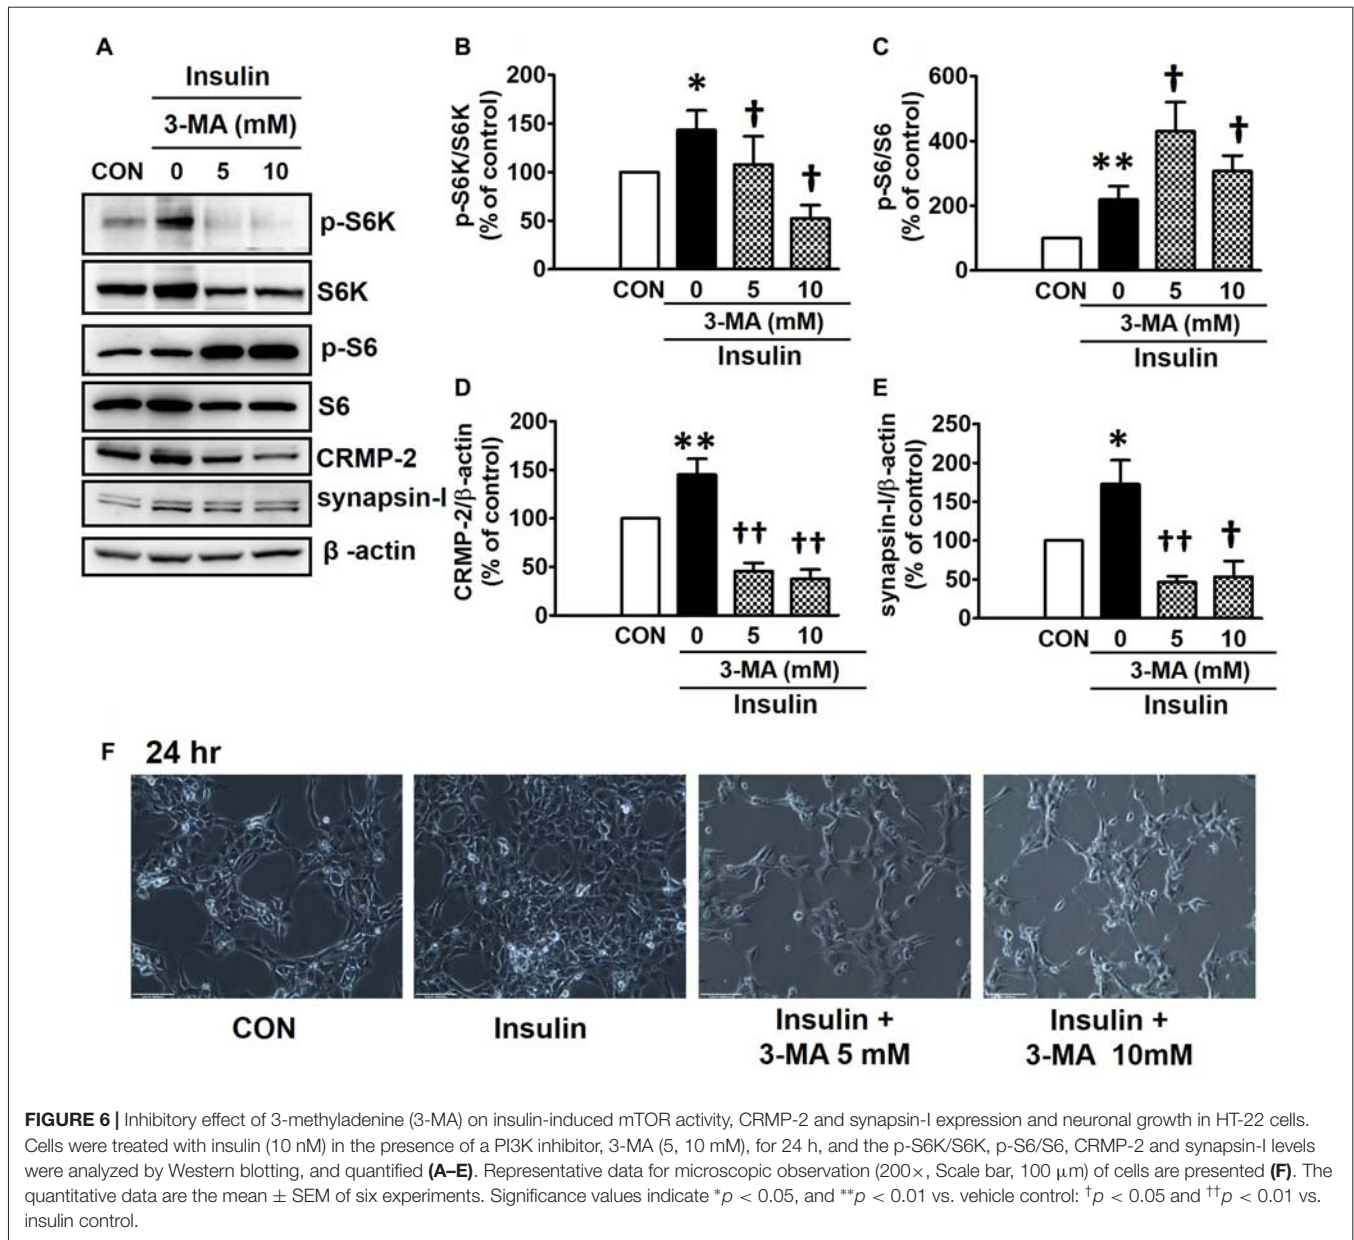 A
Insulin
3-MA (mM)
CON 0 5 10
p-S6K
S6K
p-S6
S6
CRMP-2
synapsin-I
β -actin
B
p-S6K/S6K
(% of control)
200
150
100
50
0
*
†
†
CON 0 5 10
3-MA (mM)
Insulin
C
p-S6/S6
(% of control)
600
400
200
0
**
†
†
CON 0 5 10
3-MA (mM)
Insulin
D
CRMP-2/β-actin
(% of control)
200
150
100
50
0
**
††
††
CON 0 5 10
3-MA (mM)
Insulin
E
synapsin-I/β-actin
(% of control)
250
200
150
100
50
0
*
††
†
CON 0 5 10
3-MA (mM)
Insulin
F 24 hr
CON
Insulin
Insulin +
3-MA 5 mM
Insulin +
3-MA 10mM
FIGURE 6 | Inhibitory effect of 3-methyladenine (3-MA) on insulin-induced mTOR activity, CRMP-2 and synapsin-I expression and neuronal growth in HT-22 cells.
Cells were treated with insulin (10 nM) in the presence of a PI3K inhibitor, 3-MA (5, 10 mM), for 24 h, and the p-S6K/S6K, p-S6/S6, CRMP-2 and synapsin-I levels
were analyzed by Western blotting, and quantified (A–E). Representative data for microscopic observation (200×, Scale bar, 100 μm) of cells are presented (F). The
quantitative data are the mean ± SEM of six experiments. Significance values indicate *p < 0.05, and **p < 0.01 vs. vehicle control: †p < 0.05 and ††p < 0.01 vs.
insulin control.